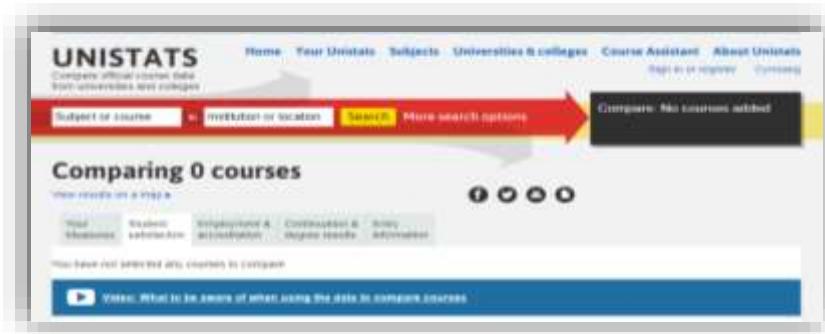 UNISTATS
Compare official course data
from universities and colleges
Home Your Unistats Subjects Universities & colleges Course Assistant About Unistats
Sign in or register Cymraeg
Subject or course in Institution or location Search More search options
Compare: No courses added
Comparing 0 courses
View results on a map
Your Measures
Student satisfaction
Employment & accreditation
Continuation & degree results
Entry information
You have not selected any courses to compare
Video: What to be aware of when using the data to compare courses